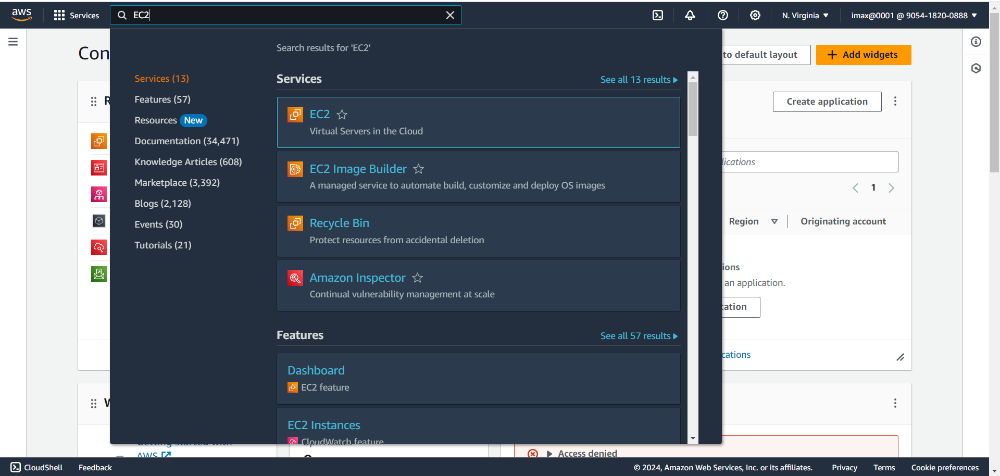 aws
Services
EC2
N. Virginia
imax@0001 @ 9054-1820-0888
Con
Search results for 'EC2'
to default layout
Add widgets
Services (13)
Features (57)
Resources New
Documentation (34,471)
Knowledge Articles (608)
Marketplace (3,392)
Blogs (2,128)
Events (30)
Tutorials (21)
Services
See all 13 results
EC2
Virtual Servers in the Cloud
EC2 Image Builder
A managed service to automate build, customize and deploy OS images
Recycle Bin
Protect resources from accidental deletion
Amazon Inspector
Continual vulnerability management at scale
Features
See all 57 results
Dashboard
EC2 feature
EC2 Instances
CloudWatch feature
R
Create application
lications
1
Region
Originating account
ions
an application.
cation
cations
W
Getting started with
AWS
Access denied
CloudShell
Feedback
© 2024, Amazon Web Services, Inc. or its affiliates.
Privacy
Terms
Cookie preferences